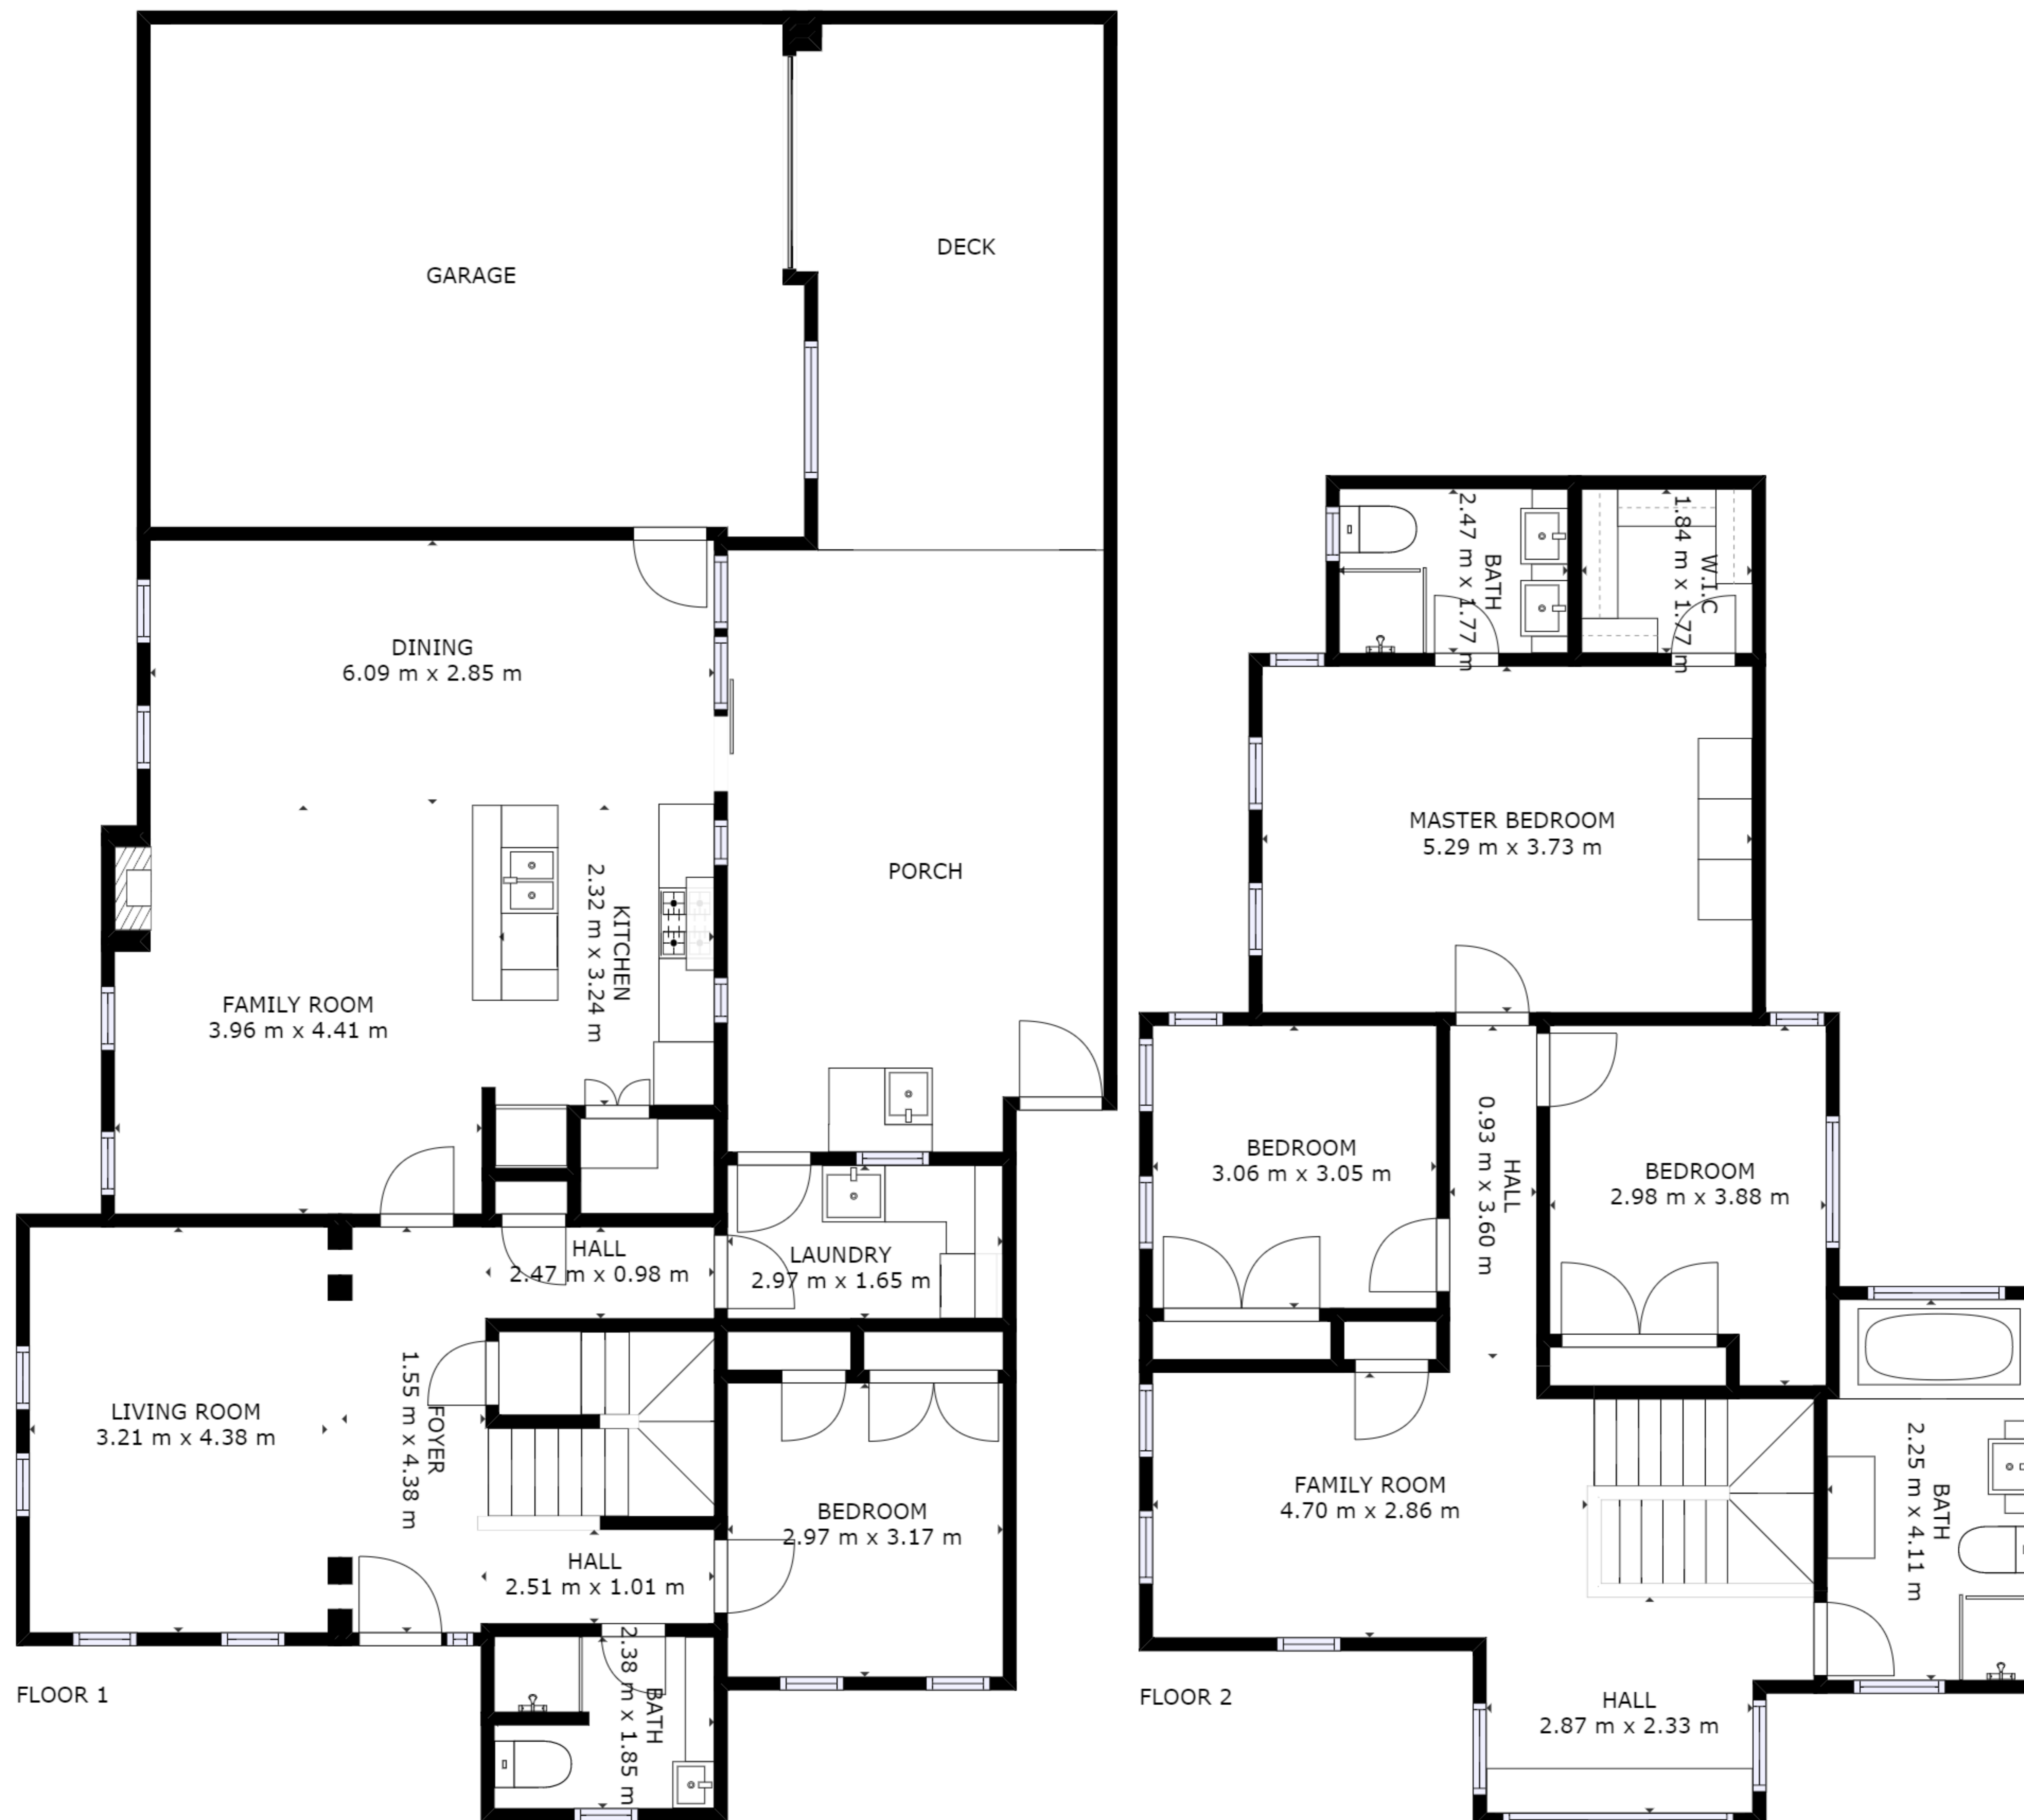 GARAGE
DECK
DINING
6.09 m x 2.85 m
KITCHEN
2.32 m x 3.24 m
PORCH
FAMILY ROOM
3.96 m x 4.41 m
HALL
2.47 m x 0.98 m
LAUNDRY
2.97 m x 1.65 m
LIVING ROOM
3.21 m x 4.38 m
FOYER
1.55 m x 4.38 m
BEDROOM
2.97 m x 3.17 m
HALL
2.51 m x 1.01 m
BATH
2.38 m x 1.85 m
FLOOR 1
BATH
2.47 m x 1.77 m
W.I.C
1.84 m x 1.77 m
MASTER BEDROOM
5.29 m x 3.73 m
BEDROOM
3.06 m x 3.05 m
HALL
0.93 m x 3.60 m
BEDROOM
2.98 m x 3.88 m
FAMILY ROOM
4.70 m x 2.86 m
BATH
2.25 m x 4.11 m
HALL
2.87 m x 2.33 m
FLOOR 2